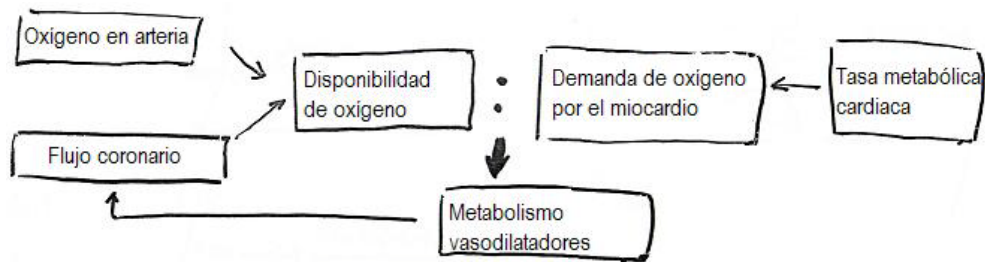 Oxígeno en arteria
Disponibilidad
de oxígeno
Demanda de oxigeno
por el miocardio
Tasa metabólica
cardiaca
Flujo coronario
Metabolismo
vasodilatadores